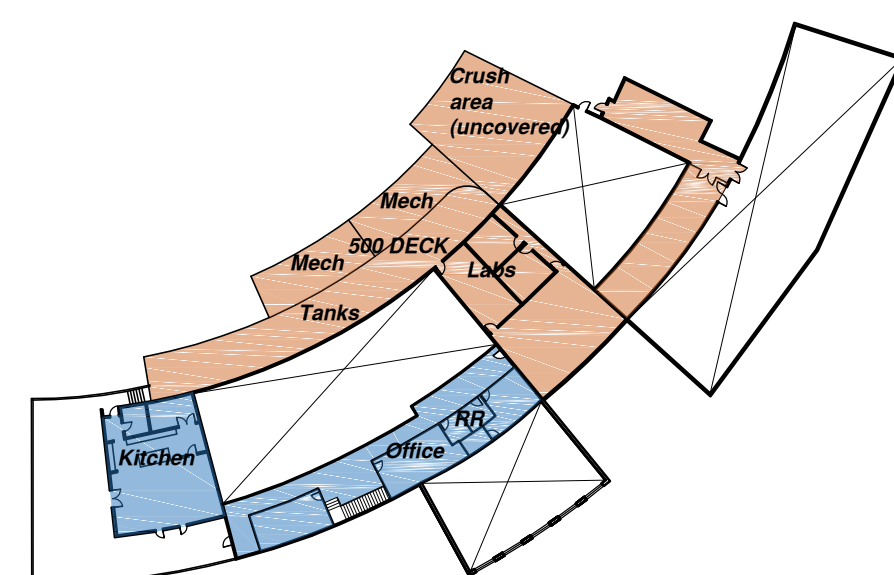 Crush
area
(uncovered)
Mech
500 DECK
Mech
Labs
Tanks
RR
Office
Kitchen